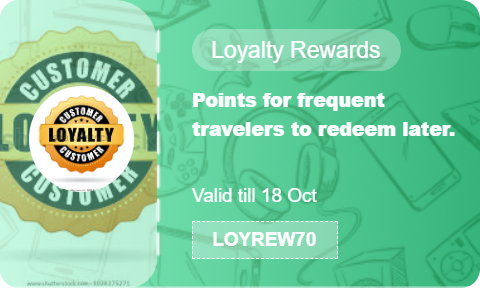 Loyalty Rewards
Points for frequent
travelers to redeem later.
Valid till 18 Oct
LOYREW70
CUSTOMER
LOYALTY
CUSTOMER
CUSTOMER
LOYALTY
CUSTOMER